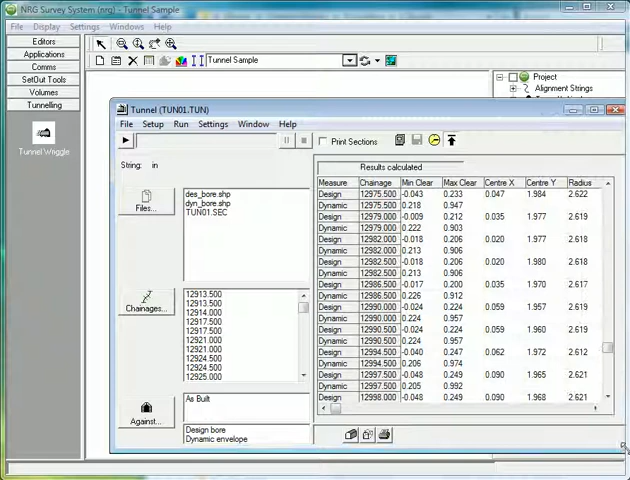 NRG Survey System (nrg) - Tunnel Sample
File Display Settings Windows Help
Editors
Applications
Comms
SetOut Tools
Volumes
Tunnelling
Tunnel Wriggle
Tunnel Sample
Project
Alignment Strings
Tunnel (TUN01.TUN)
File Setup Run Settings Window Help
Print Sections
String: in
Files...
des_bore.shp
dyn_bore.shp
TUN01.SEC
Chainages...
12913.500
12913.500
12914.000
12917.500
12917.500
12921.000
12921.000
12924.500
12924.500
12925.000
Against...
As Built
Design bore
Dynamic envelope
Results calculated
Measure Chainage Min Clear Max Clear Centre X Centre Y Radius
Design 12975.500 -0.043 0.233 0.047 1.984 2.622
Dynamic 12975.500 0.218 0.947
Design 12979.000 -0.009 0.212 0.035 1.977 2.619
Dynamic 12979.000 0.222 0.903
Design 12982.000 -0.018 0.206 0.020 1.977 2.618
Dynamic 12982.000 0.213 0.906
Design 12982.500 -0.018 0.206 0.020 1.980 2.618
Dynamic 12982.500 0.213 0.906
Design 12986.500 -0.017 0.200 0.035 1.970 2.617
Dynamic 12986.500 0.226 0.912
Design 12990.000 -0.024 0.224 0.059 1.957 2.619
Dynamic 12990.000 0.224 0.957
Design 12990.500 -0.024 0.224 0.059 1.960 2.619
Dynamic 12990.500 0.224 0.957
Design 12994.500 -0.040 0.247 0.062 1.972 2.612
Dynamic 12994.500 0.206 0.974
Design 12997.500 -0.048 0.249 0.090 1.965 2.621
Dynamic 12997.500 0.205 0.992
Design 12998.000 -0.048 0.249 0.090 1.968 2.621